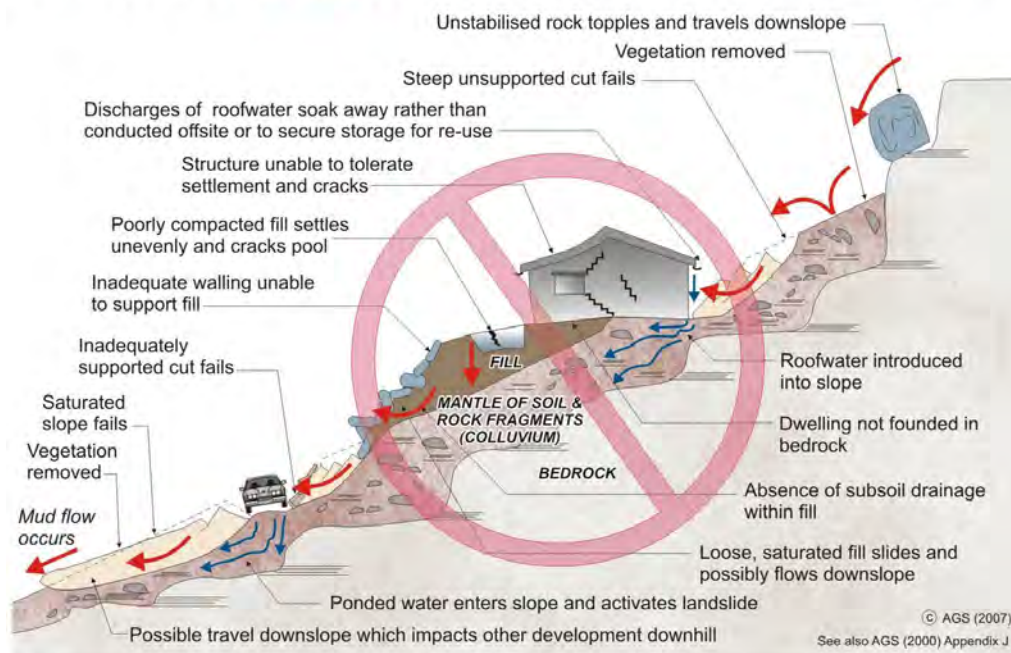 Unstabilised rock topples and travels downslope
Vegetation removed
Steep unsupported cut fails
Discharges of roofwater soak away rather than
conducted offsite or to secure storage for re-use
Structure unable to tolerate
settlement and cracks
Poorly compacted fill settles
unevenly and cracks pool
Inadequate walling unable
to support fill
Inadequately
supported cut fails
Saturated
slope fails
Vegetation
removed
Mud flow
occurs
FILL
MANTLE OF SOIL &
ROCK FRAGMENTS
(COLLUVIUM)
BEDROCK
Roofwater introduced
into slope
Dwelling not founded in
bedrock
Absence of subsoil drainage
within fill
Loose, saturated fill slides and
possibly flows downslope
Ponded water enters slope and activates landslide
Possible travel downslope which impacts other development downhill
© AGS (2007)
See also AGS (2000) Appendix J